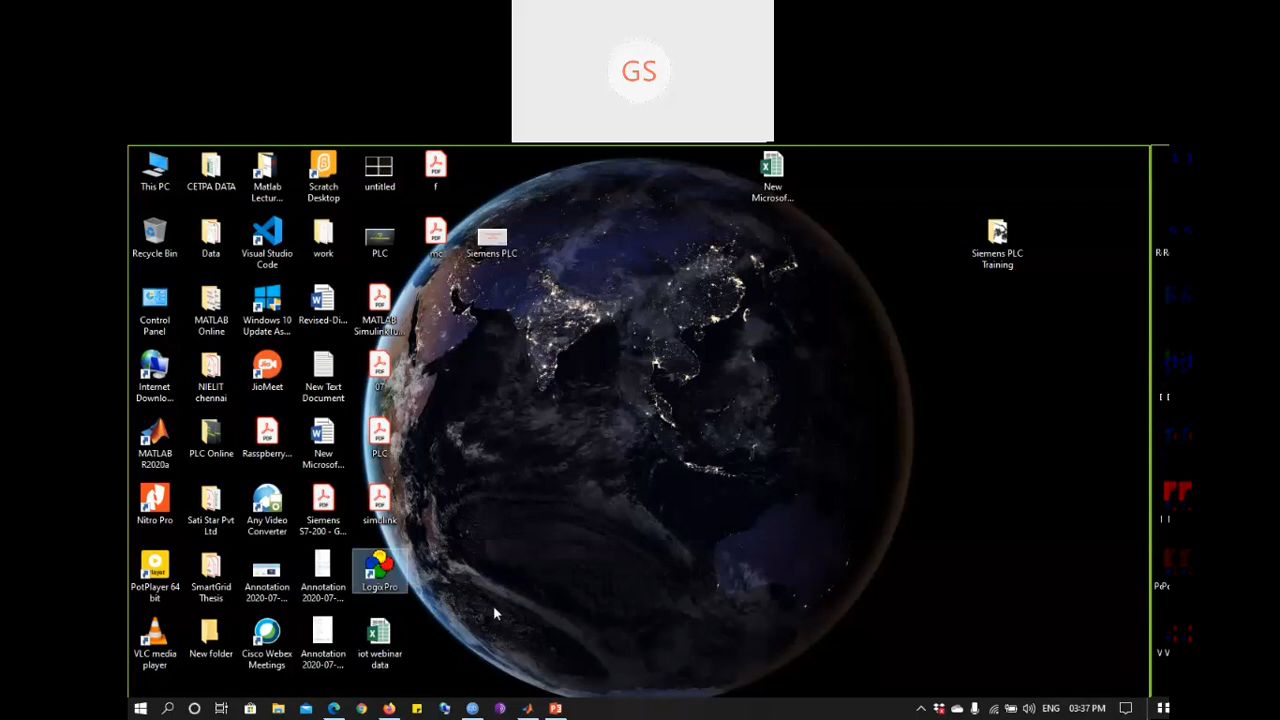 GS
This PC
CETPA DATA
Matlab
Lectur...
Scratch
Desktop
untitled
f
New
Microsof...
Recycle Bin
Data
Visual Studio
Code
work
PLC
mc
Siemens PLC
Siemens PLC
Training
Control
Panel
MATLAB
Online
Windows 10
Update As...
Revised-Di...
MATLAB
SimulinkTu...
Internet
Downlo...
NIELIT
chennai
JioMeet
New Text
Document
07
MATLAB
R2020a
PLC Online
Rasspberry...
New
Microsof...
PLC
Nitro Pro
Sati Star Pvt
Ltd
Any Video
Converter
Siemens
S7-200 - G...
simulink
PotPlayer 64
bit
SmartGrid
Thesis
Annotation
2020-07-...
Annotation
2020-07-...
LogixPro
VLC media
player
New folder
Cisco Webex
Meetings
Annotation
2020-07-...
iot webinar
data
ENG
03:37 PM